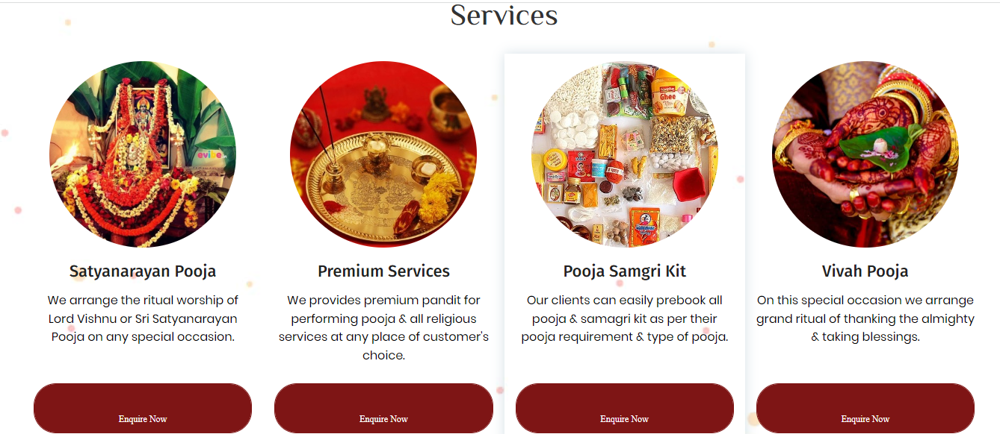 Services
evibe.in
Ghee
Satyanarayan Pooja
We arrange the ritual worship of
Lord Vishnu or Sri Satyanarayan
Pooja on any special occasion.
Enquire Now
Premium Services
We provides premium pandit for
performing pooja & all religious
services at any place of customer's
choice.
Enquire Now
Pooja Samgri Kit
Our clients can easily prebook all
pooja & samagri kit as per their
pooja requirement & type of pooja.
Enquire Now
Vivah Pooja
On this special occasion we arrange
grand ritual of thanking the almighty
& taking blessings.
Enquire Now